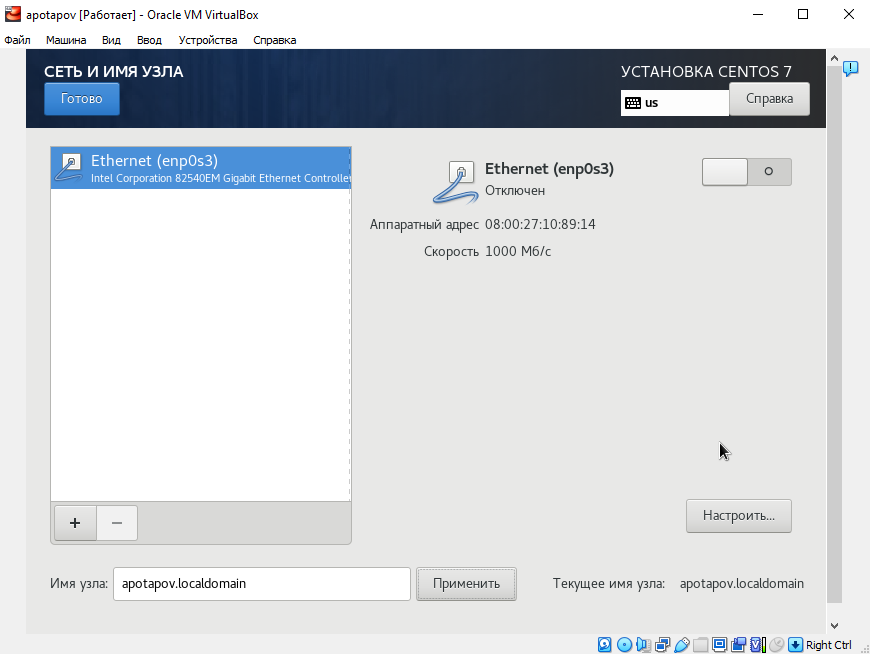 apotapov [Работает] - Oracle VM VirtualBox
Файл Машина Вид Ввод Устройства Справка
СЕТЬ И ИМЯ УЗЛА
УСТАНОВКА CENTOS 7
Готово
us
Справка
Ethernet (enp0s3)
Intel Corporation 82540EM Gigabit Ethernet Controlle
Ethernet (enp0s3)
Отключен
Аппаратный адрес 08:00:27:10:89:14
Скорость 1000 Мб/с
+ −
Настроить...
Имя узла: apotapov.localdomain Применить Текущее имя узла: apotapov.localdomain
Right Ctrl